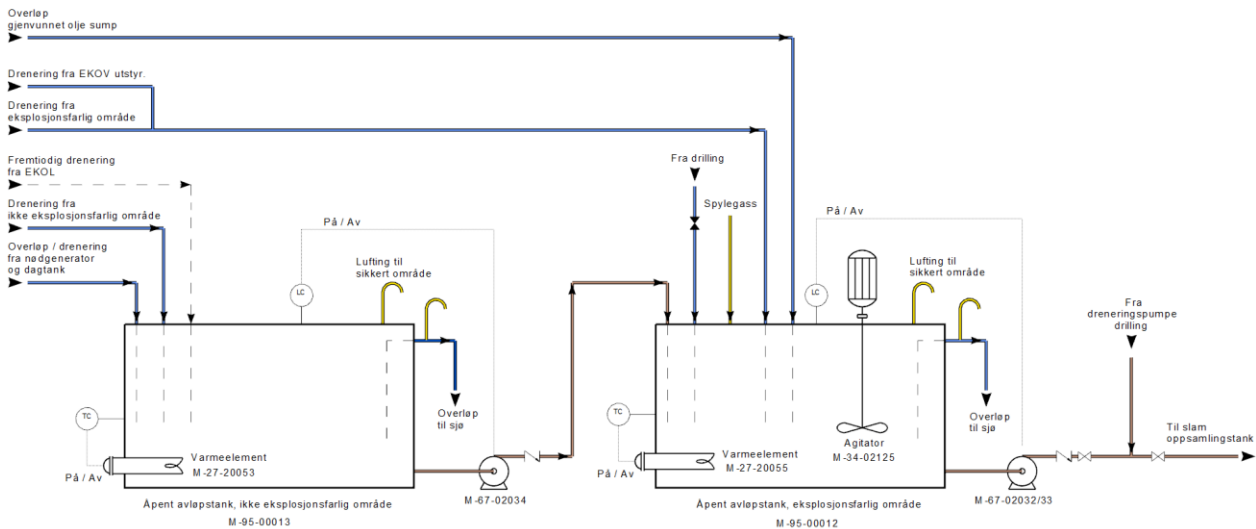 Overløp
gjenvunnet olje sump
Drenering fra EKOV utstyr.
Drenering fra
eksplosjonsfarlig område
Fremtiodig drenering
fra EKOL
Drenering fra
ikke eksplosjonsfarlig område
Overløp / drenering
fra nødgenerator
og dagtank
På / Av
LC
Lufting til
sikkert område
Overløp
til sjø
TC
På / Av
Varmeelement
M-27-20053
M-67-02034
Åpent avløpstank, ikke eksplosjonsfarlig område
M-95-00013
Fra drilling
Spylegass
På / Av
LC
Lufting til
sikkert område
Overløp
til sjø
TC
På / Av
Varmeelement
M-27-20055
Agitator
M-34-02125
M-67-02032/33
Åpent avløpstank, eksplosjonsfarlig område
M-95-00012
Fra
dreneringspumpe
drilling
Til slam
oppsamlingstank